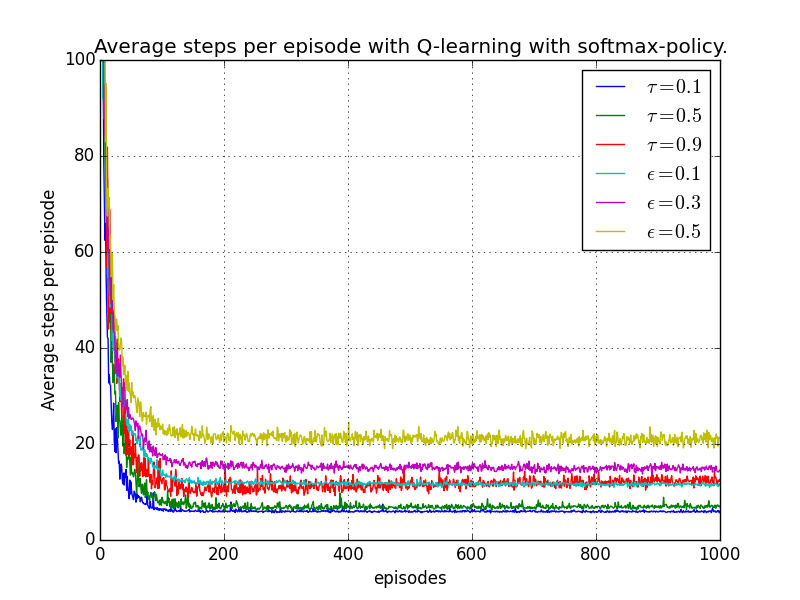 Average steps per episode with Q-learning with softmax-policy.
100
80
60
40
20
0
Average steps per episode
τ=0.1
τ=0.5
τ=0.9
ϵ=0.1
ϵ=0.3
ϵ=0.5
0 200 400 600 800 1000
episodes